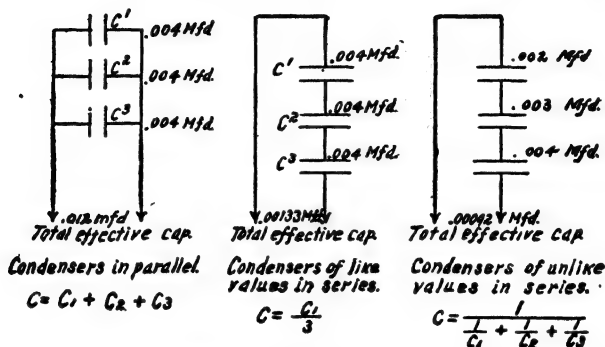 C¹ .004 Mfd.
C² .004 Mfd.
C³ .004 Mfd.
.012 mfd
Total effective cap.
Condensers in parallel.
C = C₁ + C₂ + C₃
C¹ .004 Mfd.
C² .004 Mfd.
C³ .004 Mfd.
.00133 Mfd
Total effective cap.
Condensers of like
values in series.
C = C₁/3
.002 Mfd
.003 Mfd.
.004 Mfd.
.00092 Mfd.
Total effective cap.
Condensers of unlike
values in series.
C = 1/(1/C₁ + 1/C₂ + 1/C₃)